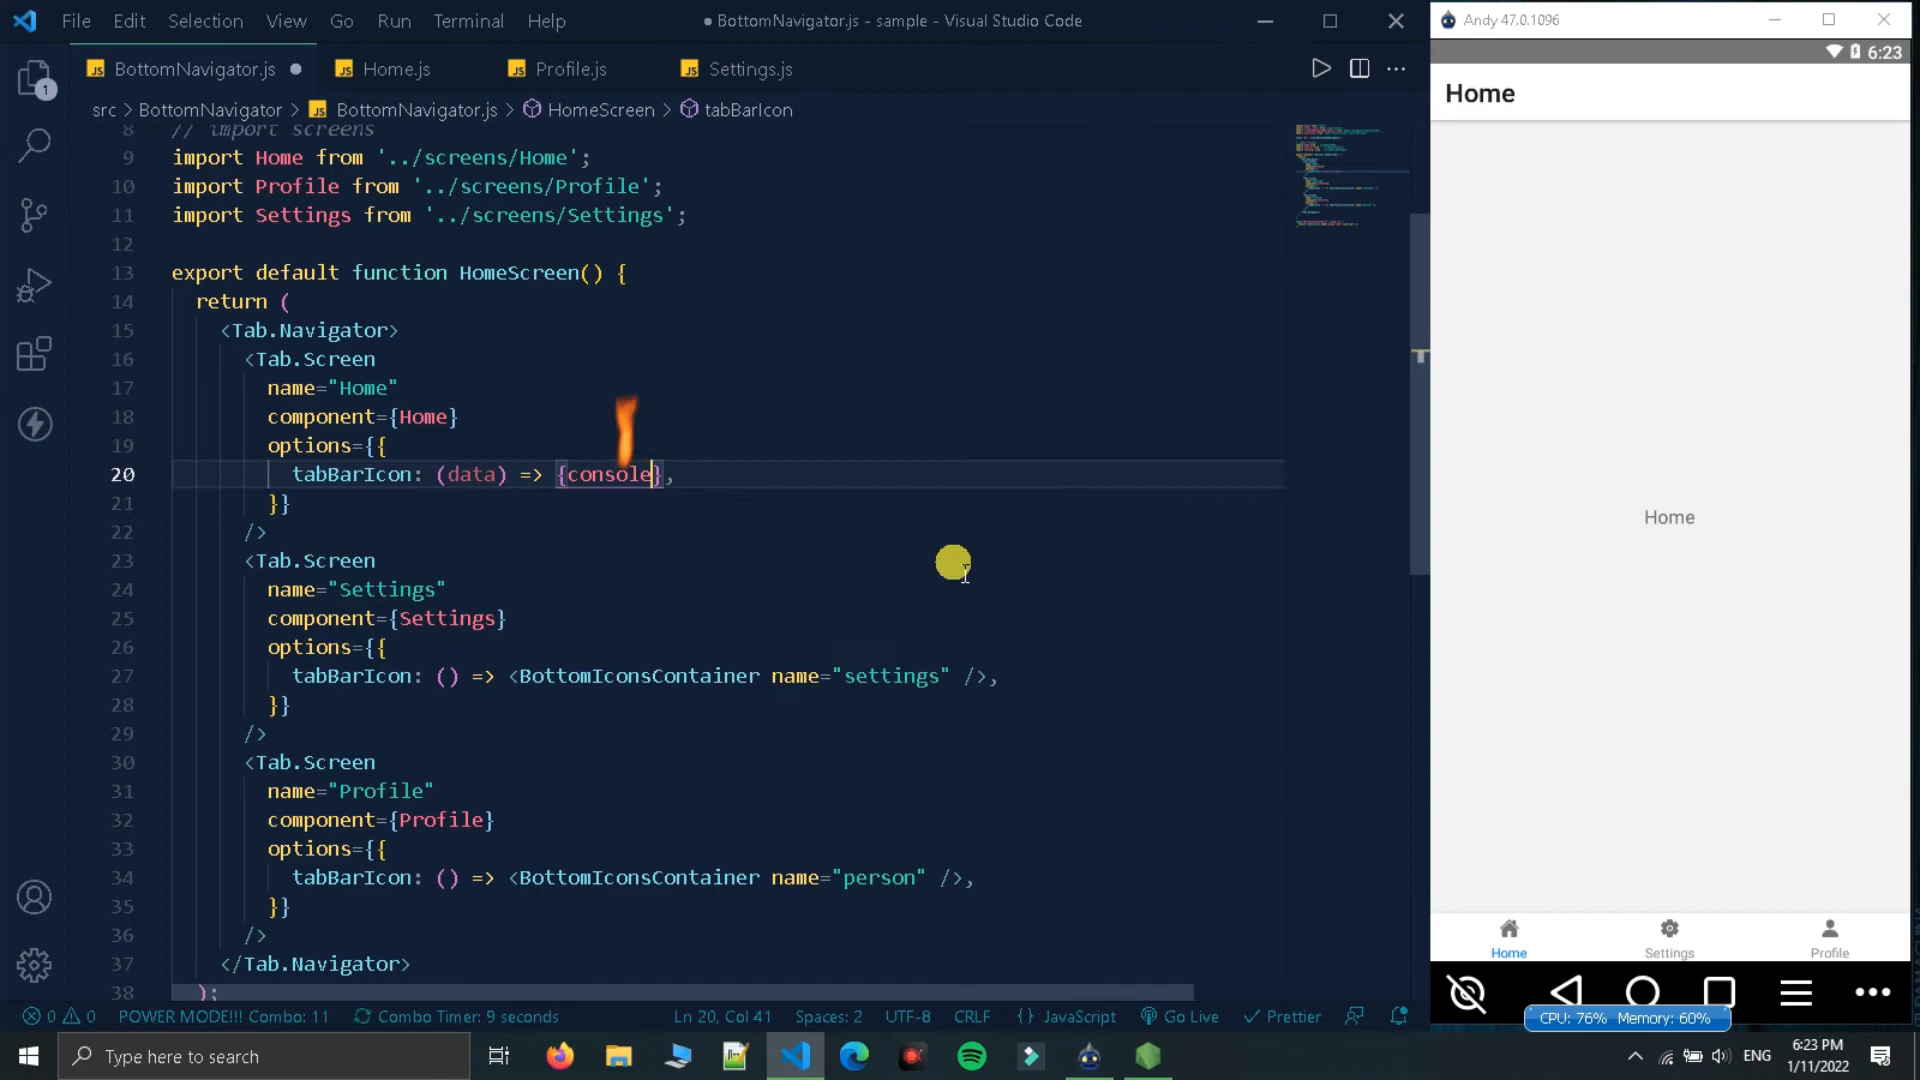 File Edit Selection View Go Run Terminal Help
● BottomNavigator.js - sample - Visual Studio Code
Andy 47.0.1096
JS BottomNavigator.js ●
JS Home.js
JS Profile.js
JS Settings.js
1
6:23
Home
src > BottomNavigator > JS BottomNavigator.js > HomeScreen > tabBarIcon
8 // import screens
9 import Home from '../screens/Home';
10 import Profile from '../screens/Profile';
11 import Settings from '../screens/Settings';
12
13 export default function HomeScreen() {
14 return (
15 <Tab.Navigator>
16 <Tab.Screen
17 name="Home"
18 component={Home}
19 options={{
20 tabBarIcon: (data) => {console},
21 }}
22 />
23 <Tab.Screen
24 name="Settings"
25 component={Settings}
26 options={{
27 tabBarIcon: () => <BottomIconsContainer name="settings" />,
28 }}
29 />
30 <Tab.Screen
31 name="Profile"
32 component={Profile}
33 options={{
34 tabBarIcon: () => <BottomIconsContainer name="person" />,
35 }}
36 />
37 </Tab.Navigator>
38 );
Home
Home Settings Profile
CPU: 76% Memory: 60%
0 0 POWER MODE!!! Combo: 11 Combo Timer: 9 seconds Ln 20, Col 41 Spaces: 2 UTF-8 CRLF {} JavaScript Go Live ✓ Prettier
Type here to search
ENG
6:23 PM
1/11/2022